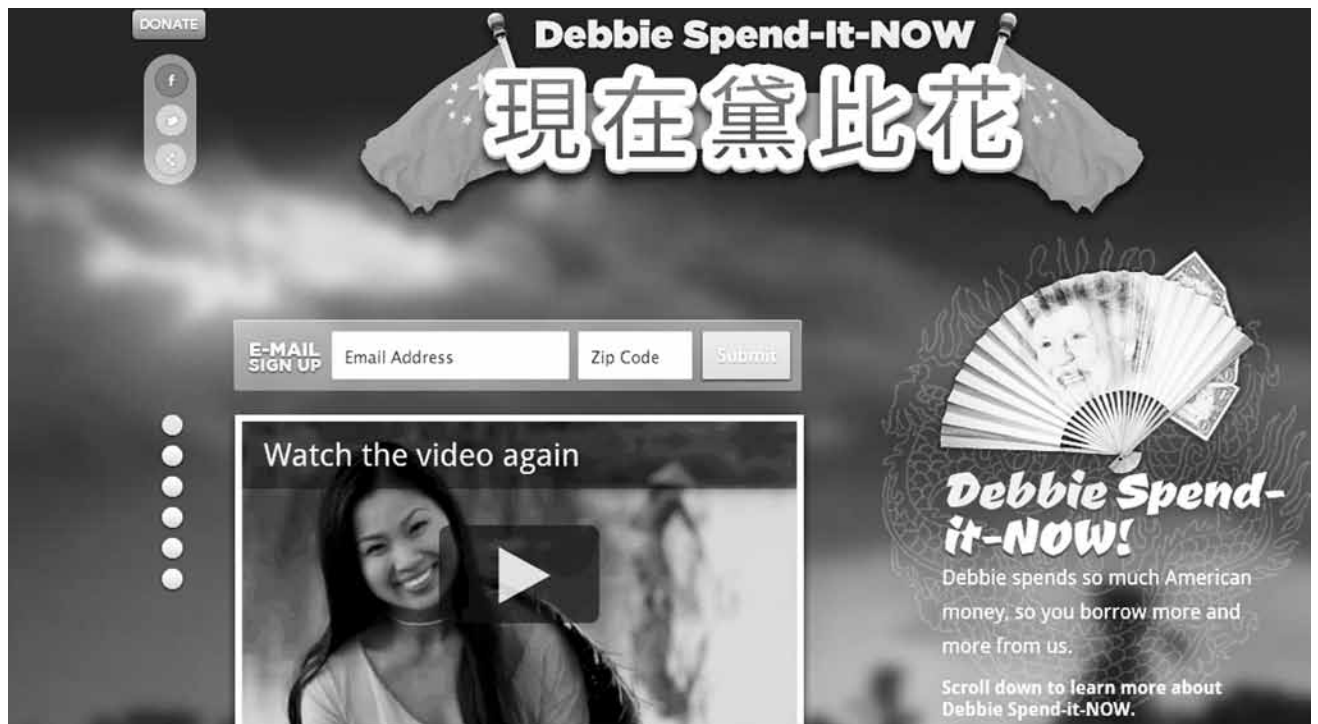 DONATE
Debbie Spend-It-NOW
現在黛比花
E-MAIL
SIGN UP
Email Address
Zip Code
Submit
Watch the video again
Debbie Spend-
it-NOW!
Debbie spends so much American
money, so you borrow more and
more from us.
Scroll down to learn more about
Debbie Spend-it-NOW.